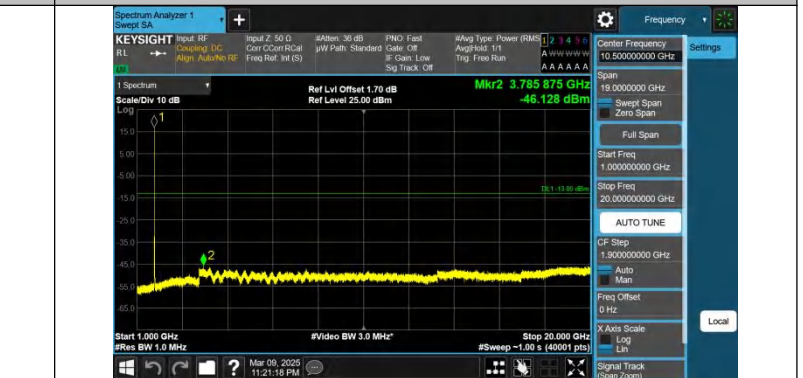 Spectrum Analyzer 1
Swept SA
Frequency
KEYSIGHT Input: RF Input Z: 50 Ω #Atten: 36 dB PNO: Fast #Avg Type: Power (RMS 1 2 3 4 5 6
RL Coupling: DC Corr CCorr RCal µW Path: Standard Gate: Off Avg|Hold: 1/1 A W W W W W
Align: Auto/No RF Freq Ref: Int (S) IF Gain: Low Trig: Free Run
Sig Track: Off A A A A A A
Center Frequency
10.500000000 GHz
Settings
Span
19.0000000 GHz
Swept Span
Zero Span
Full Span
Start Freq
1.000000000 GHz
Stop Freq
20.000000000 GHz
AUTO TUNE
CF Step
1.900000000 GHz
Auto
Man
Freq Offset
0 Hz
X Axis Scale
Log
Lin
Signal Track
(Span Zoom)
Local
1 Spectrum
Scale/Div 10 dB
Log
Ref Lvl Offset 1.70 dB
Ref Level 25.00 dBm
Mkr2 3.785 875 GHz
-46.128 dBm
1
15.0
5.00
-5.00
-15.0
-25.0
-35.0
-45.0
-55.0
-65.0
2
Start 1.000 GHz
#Res BW 1.0 MHz
#Video BW 3.0 MHz*
Stop 20.000 GHz
#Sweep ~1.00 s (40001 pts)
? Mar 09, 2025
11:21:18 PM